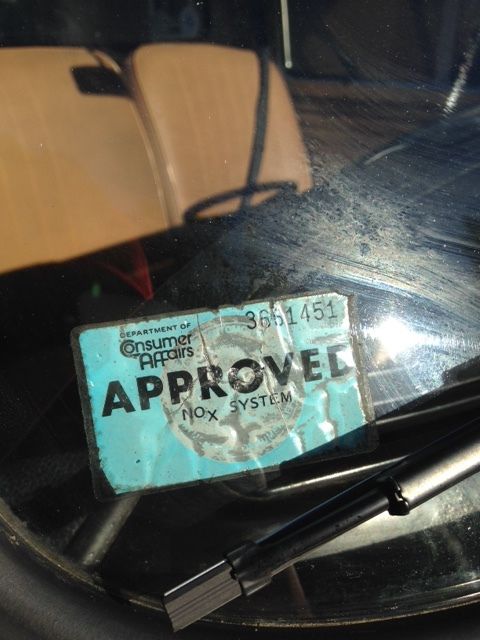 3661451
DEPARTMENT OF
Consumer
Affairs
APPROVED
NOX SYSTEM